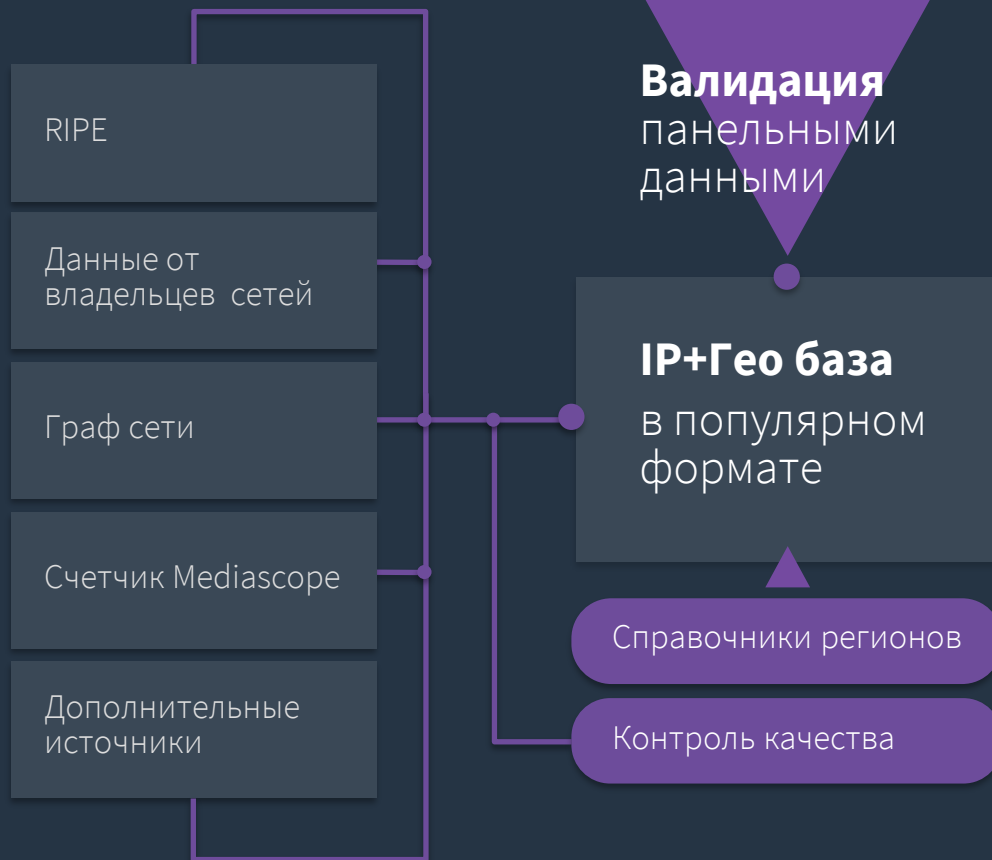 RIPE
Данные от
владельцев сетей
Граф сети
Счетчик Mediascope
Дополнительные
источники
Валидация
панельными
данными
IP+Гео база
в популярном
формате
Справочники регионов
Контроль качества